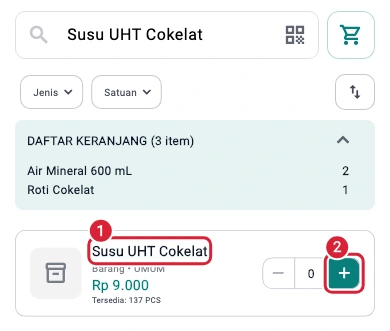 Susu UHT Cokelat
Jenis
Satuan
DAFTAR KERANJANG (3 item)
Air Mineral 600 mL 2
Roti Cokelat 1
1
Susu UHT Cokelat
2
Barang • UMUM
Rp 9.000
Tersedia: 137 PCS
− 0 +